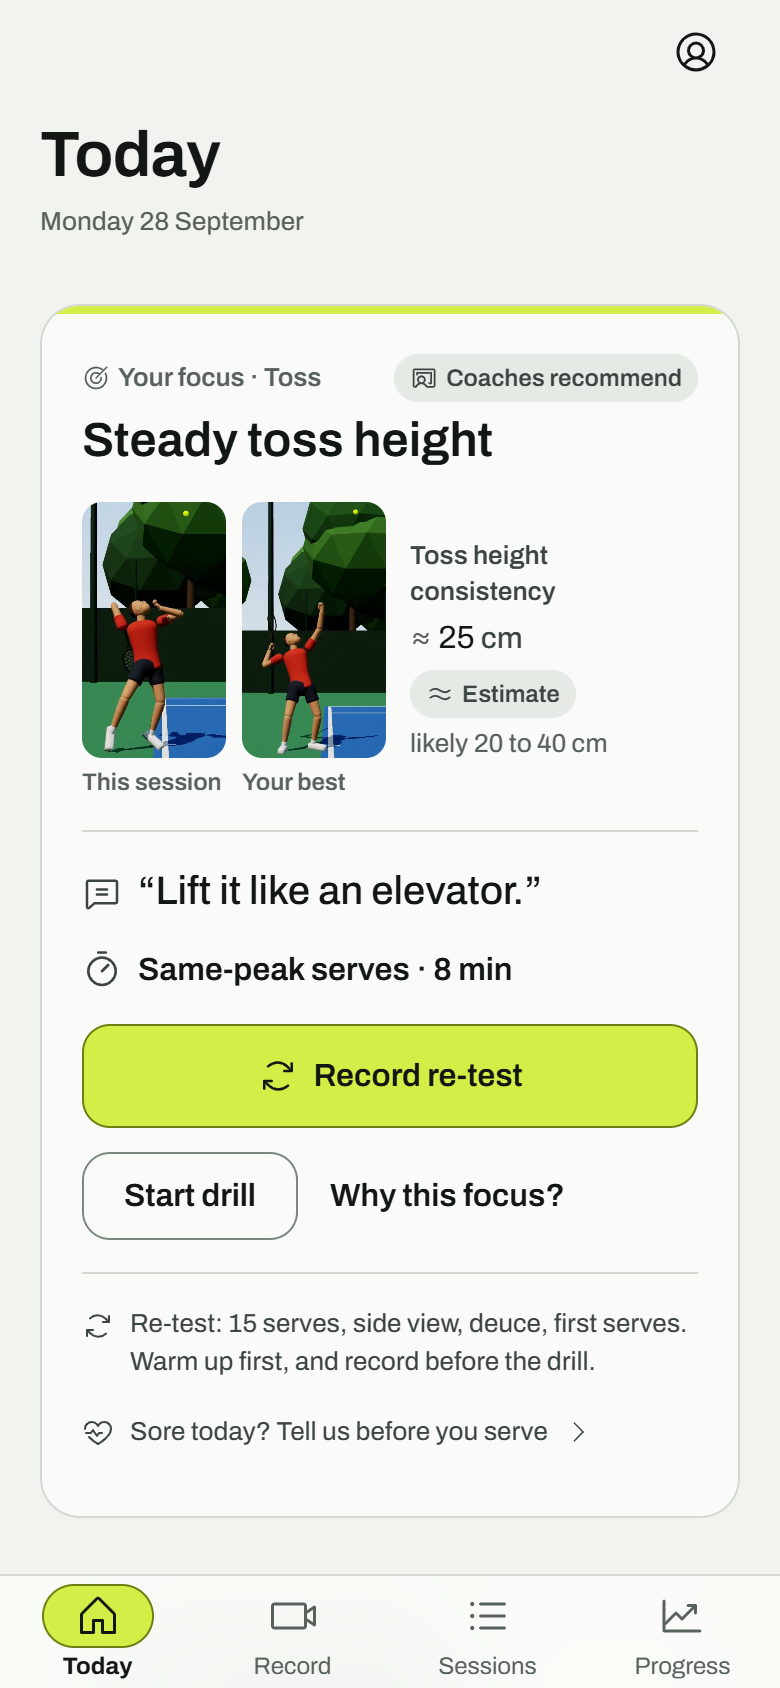 Today
Monday 28 September
Your focus · Toss
Coaches recommend
Steady toss height
Toss height
consistency
≈ 25 cm
Estimate
likely 20 to 40 cm
This session
Your best
“Lift it like an elevator.”
Same-peak serves · 8 min
Record re-test
Start drill
Why this focus?
Re-test: 15 serves, side view, deuce, first serves.
Warm up first, and record before the drill.
Sore today? Tell us before you serve
Today
Record
Sessions
Progress